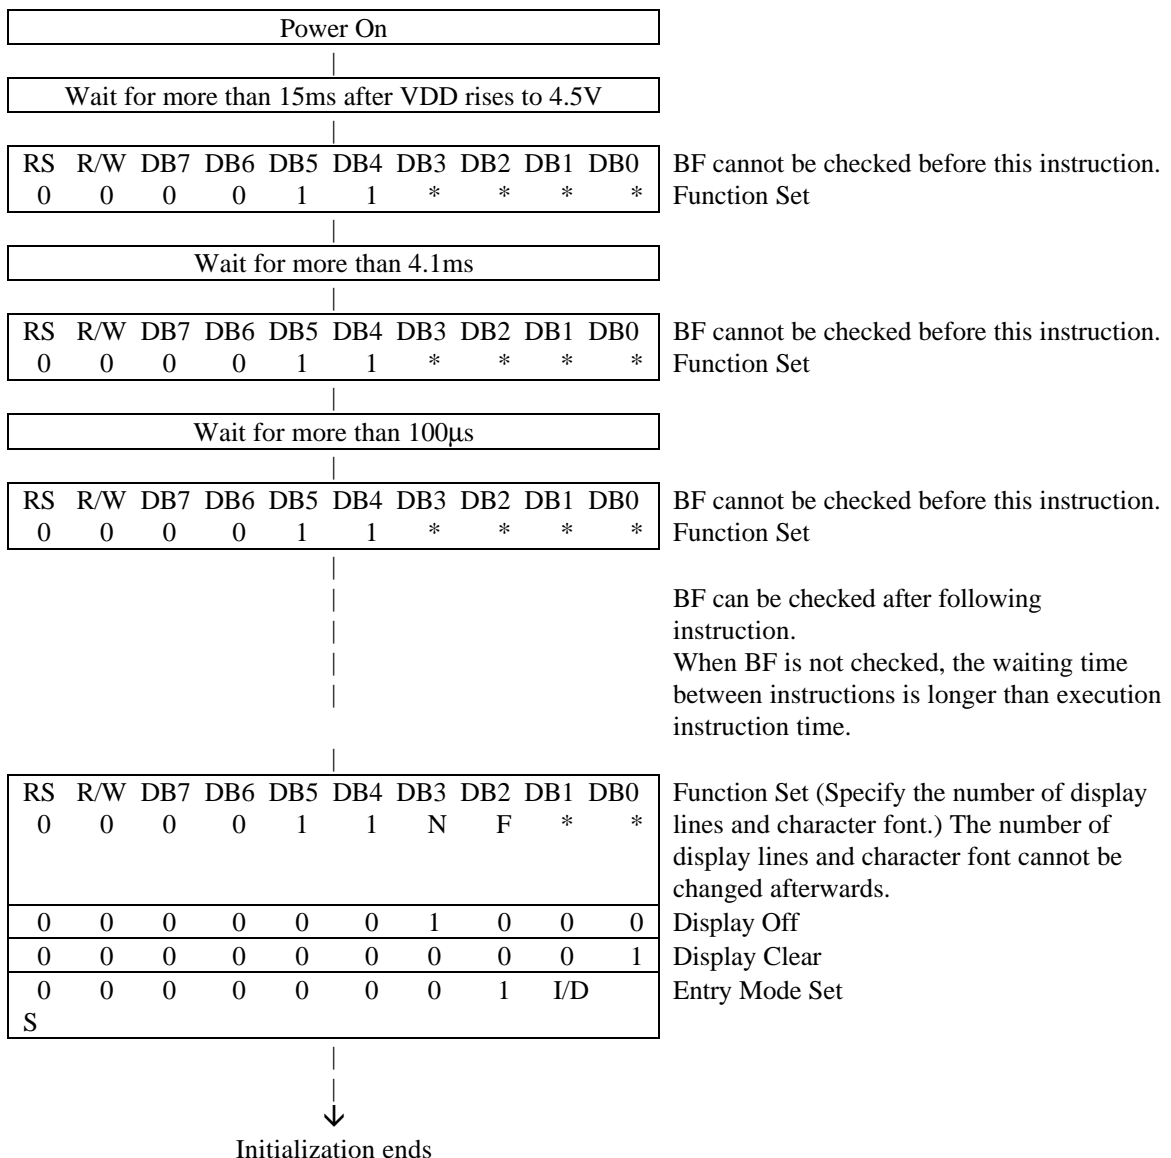 Power On
Wait for more than 15ms after VDD rises to 4.5V
RS R/W DB7 DB6 DB5 DB4 DB3 DB2 DB1 DB0 BF cannot be checked before this instruction.
0 0 0 0 1 1 * * * * Function Set
Wait for more than 4.1ms
RS R/W DB7 DB6 DB5 DB4 DB3 DB2 DB1 DB0 BF cannot be checked before this instruction.
0 0 0 0 1 1 * * * * Function Set
Wait for more than 100μs
RS R/W DB7 DB6 DB5 DB4 DB3 DB2 DB1 DB0 BF cannot be checked before this instruction.
0 0 0 0 1 1 * * * * Function Set
BF can be checked after following
instruction.
When BF is not checked, the waiting time
between instructions is longer than execution
instruction time.
RS R/W DB7 DB6 DB5 DB4 DB3 DB2 DB1 DB0 Function Set (Specify the number of display
0 0 0 0 1 1 N F * * lines and character font.) The number of
display lines and character font cannot be
changed afterwards.
0 0 0 0 0 0 1 0 0 0 Display Off
0 0 0 0 0 0 0 0 0 1 Display Clear
0 0 0 0 0 0 0 1 I/D Entry Mode Set
S
Initialization ends